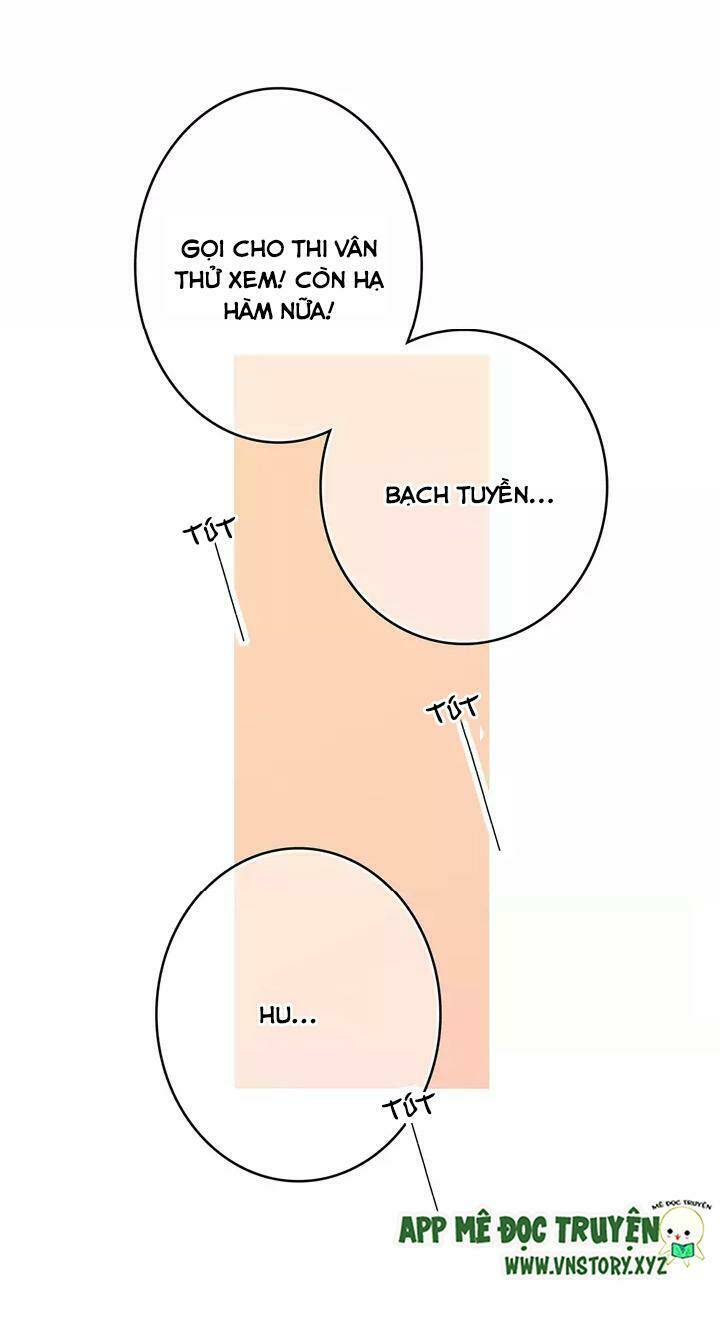 GỌI CHO THI VÂN
THỬ XEM! CÒN HẠ
HÀM NỮA!
BẠCH TUYỀN...
TÚT
TÚT
HU...
TÚT
MÊ ĐỌC TRUYỆN
APP MÊ ĐỌC TRUYỆN
WWW.VNSTORY.XYZ